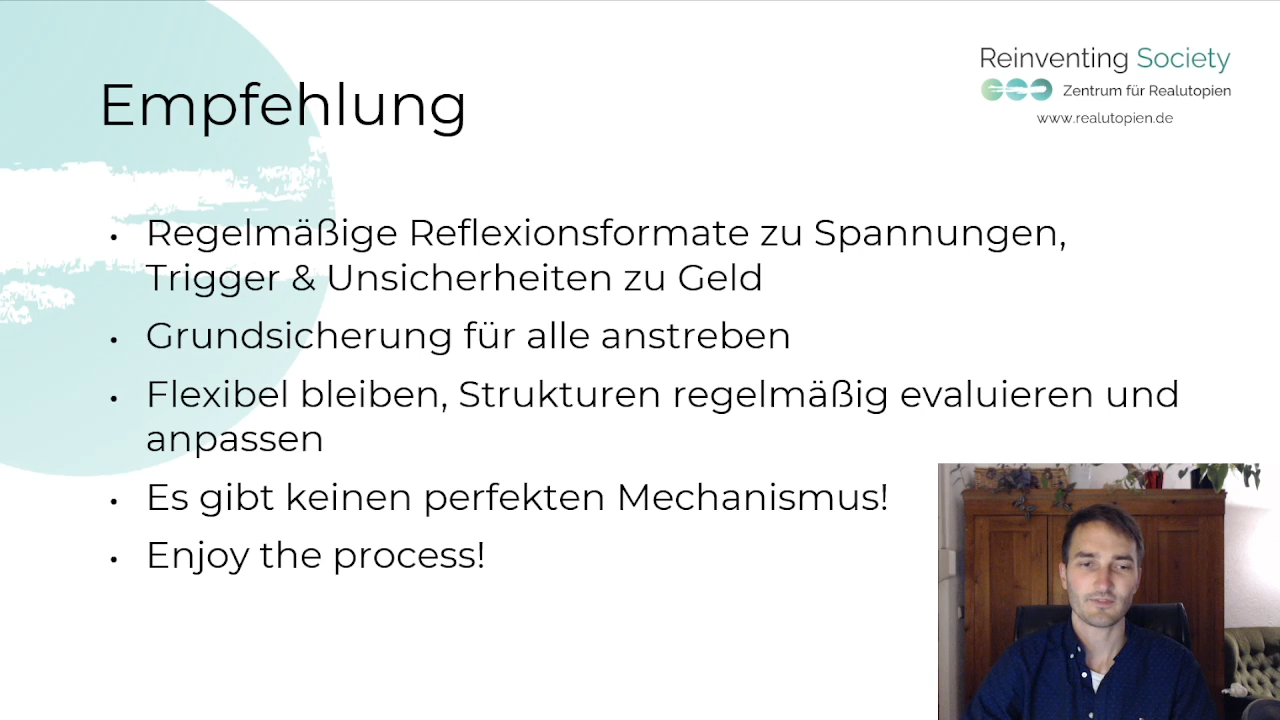 Empfehlung
Reinventing Society
Zentrum für Realutopien
www.realutopien.de
• Regelmäßige Reflexionsformate zu Spannungen,
Trigger & Unsicherheiten zu Geld
• Grundsicherung für alle anstreben
• Flexibel bleiben, Strukturen regelmäßig evaluieren und
anpassen
• Es gibt keinen perfekten Mechanismus!
• Enjoy the process!